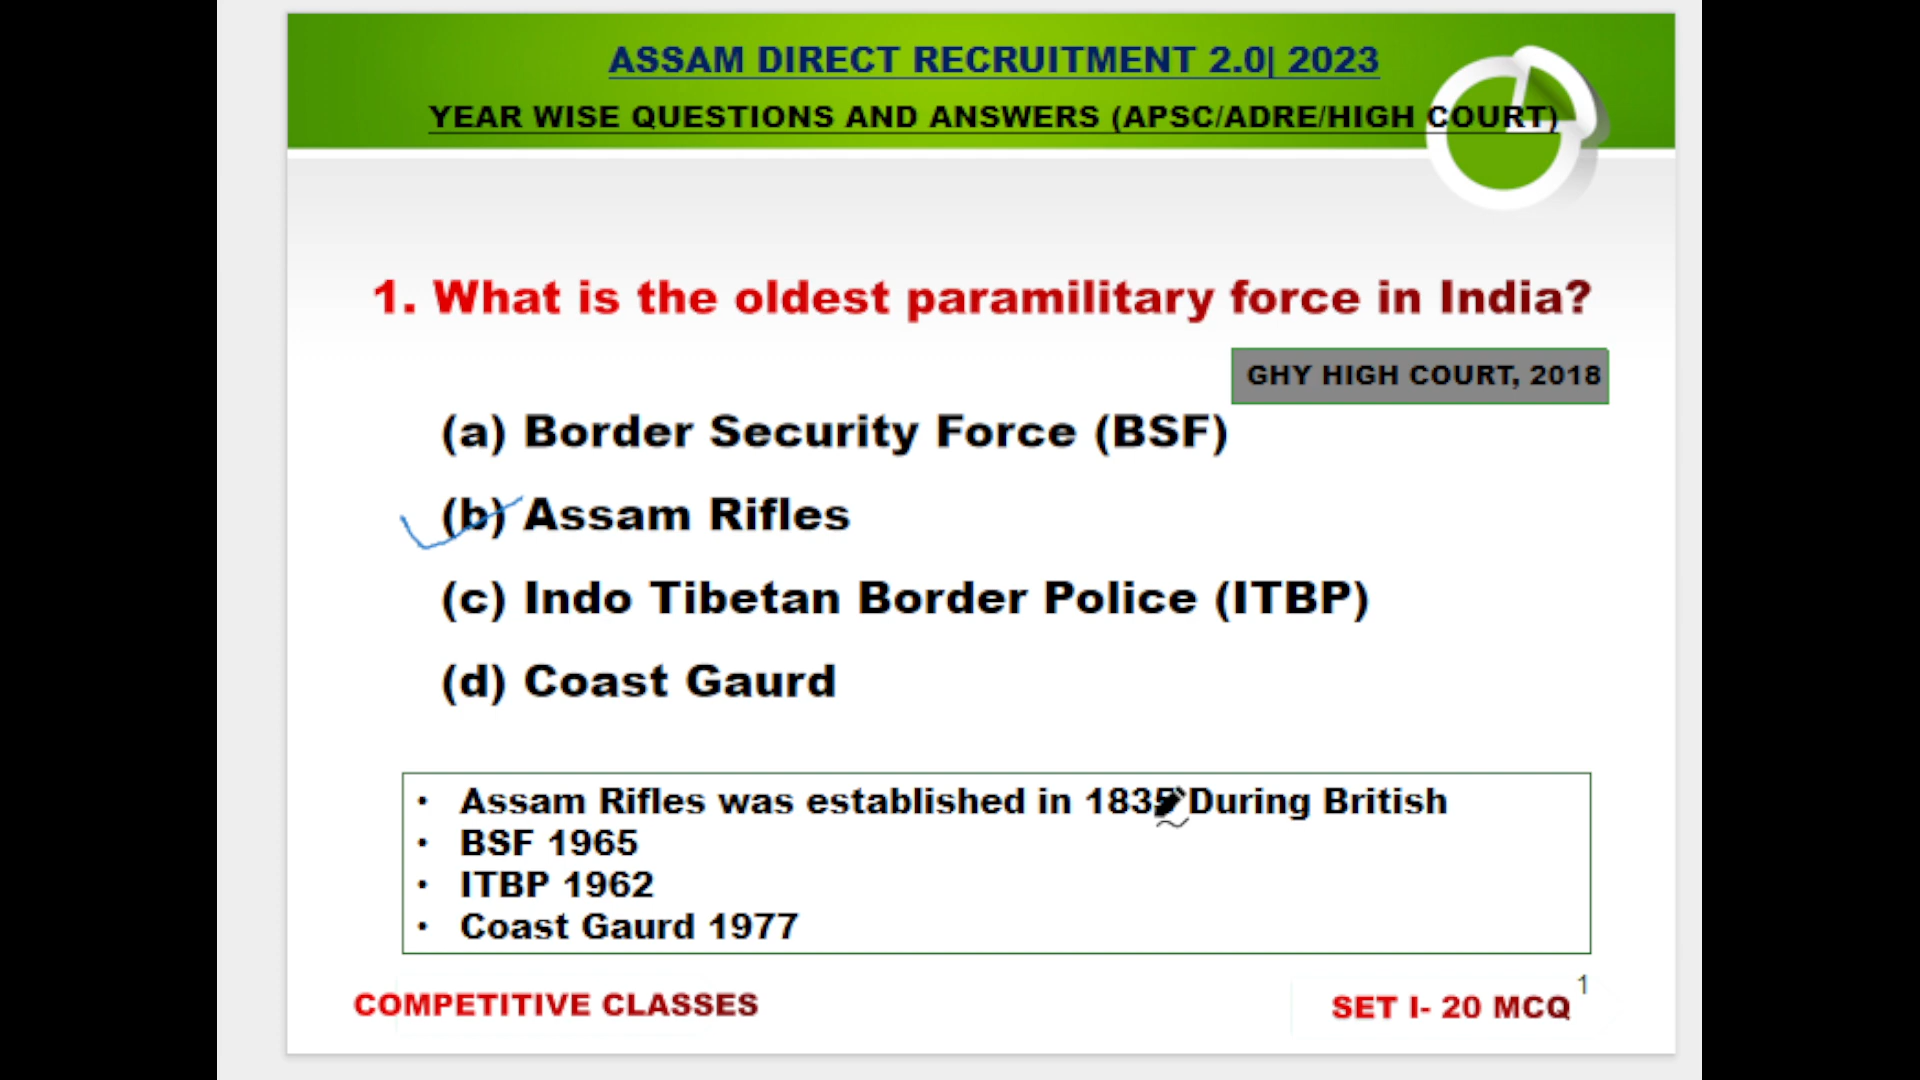 ASSAM DIRECT RECRUITMENT 2.0| 2023
YEAR WISE QUESTIONS AND ANSWERS (APSC/ADRE/HIGH COURT)
1. What is the oldest paramilitary force in India?
GHY HIGH COURT, 2018
(a) Border Security Force (BSF)
(b) Assam Rifles
(c) Indo Tibetan Border Police (ITBP)
(d) Coast Gaurd
• Assam Rifles was established in 1835 During British
• BSF 1965
• ITBP 1962
• Coast Gaurd 1977
COMPETITIVE CLASSES
SET I- 20 MCQ
1